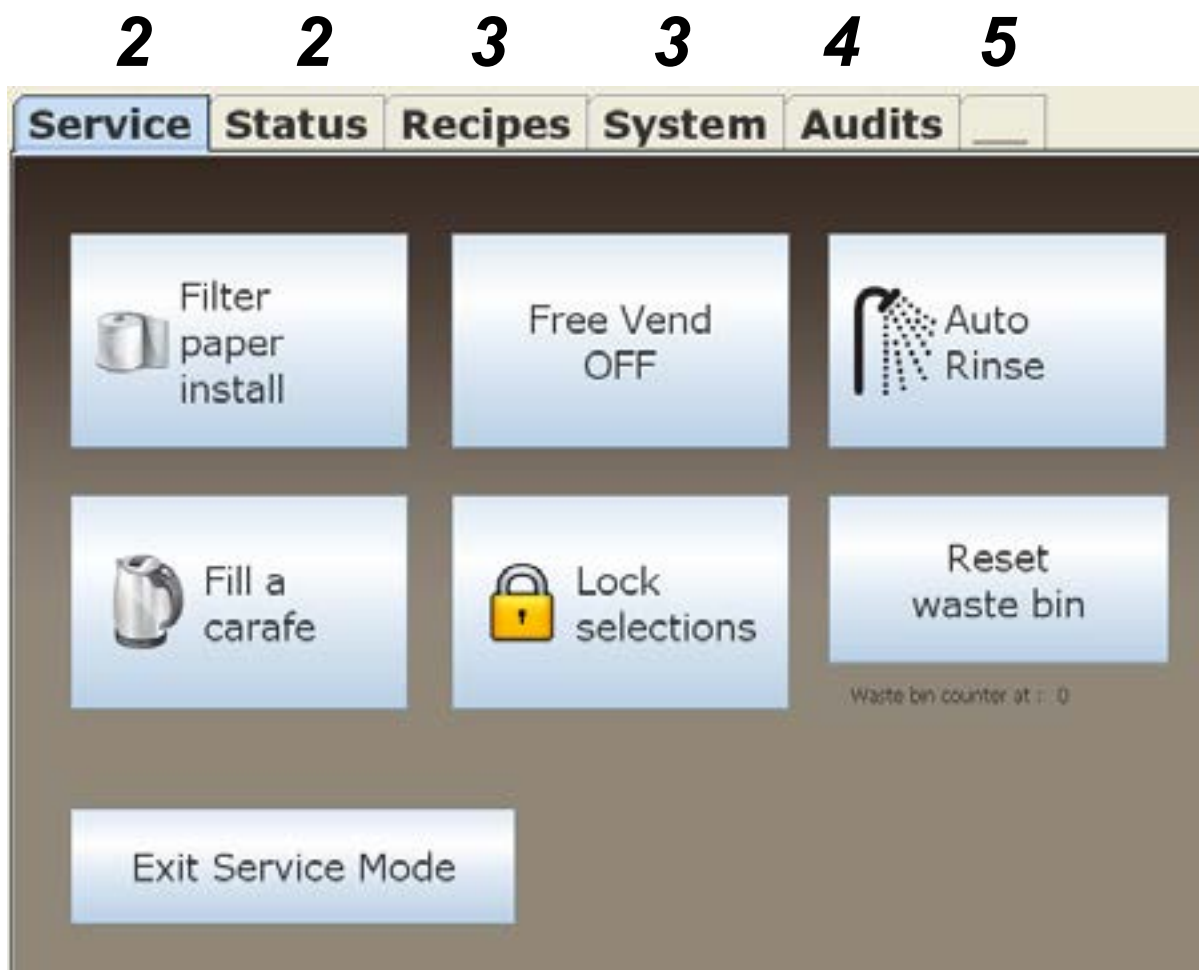 2 2 3 3 4 5
Service Status Recipes System Audits __
Filter
paper
install
Free Vend
OFF
Auto
Rinse
Fill a
carafe
Lock
selections
Reset
waste bin
Waste bin counter at : 0
Exit Service Mode